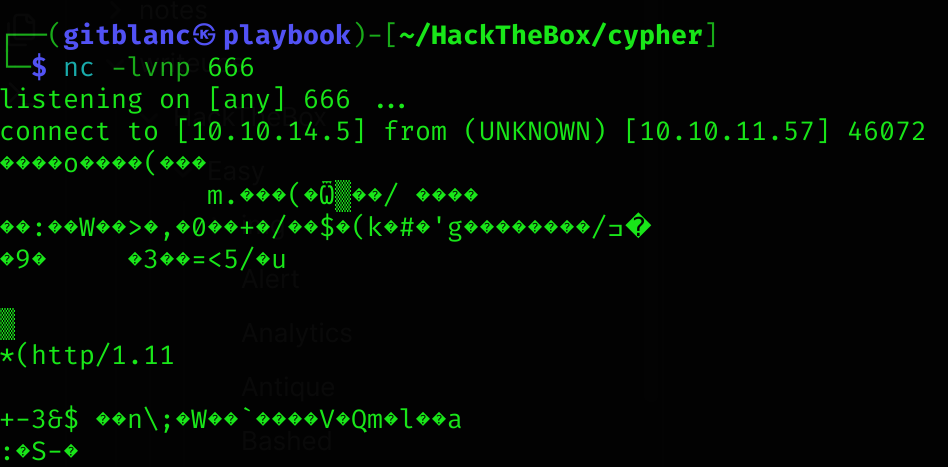 notes
┌──(gitblanc㉿playbook)-[~/HackTheBox/cypher]
└─$ nc -lvnp 666
listening on [any] 666 ...
connect to [10.10.14.5] from (UNKNOWN) [10.10.11.57] 46072
����o����(���
Easy
m.���(�Ѿ▒��/ ����
��:��W��>�,�0��+�/��$�(k�#�'g���������/ߏ�
�9� �3��=<5/�u
Alert
▒
Analytics
*(http/1.11
Antique
+-3&$ ��n\;�W��`����V�Qm�l��a
Bashed
:�S-�